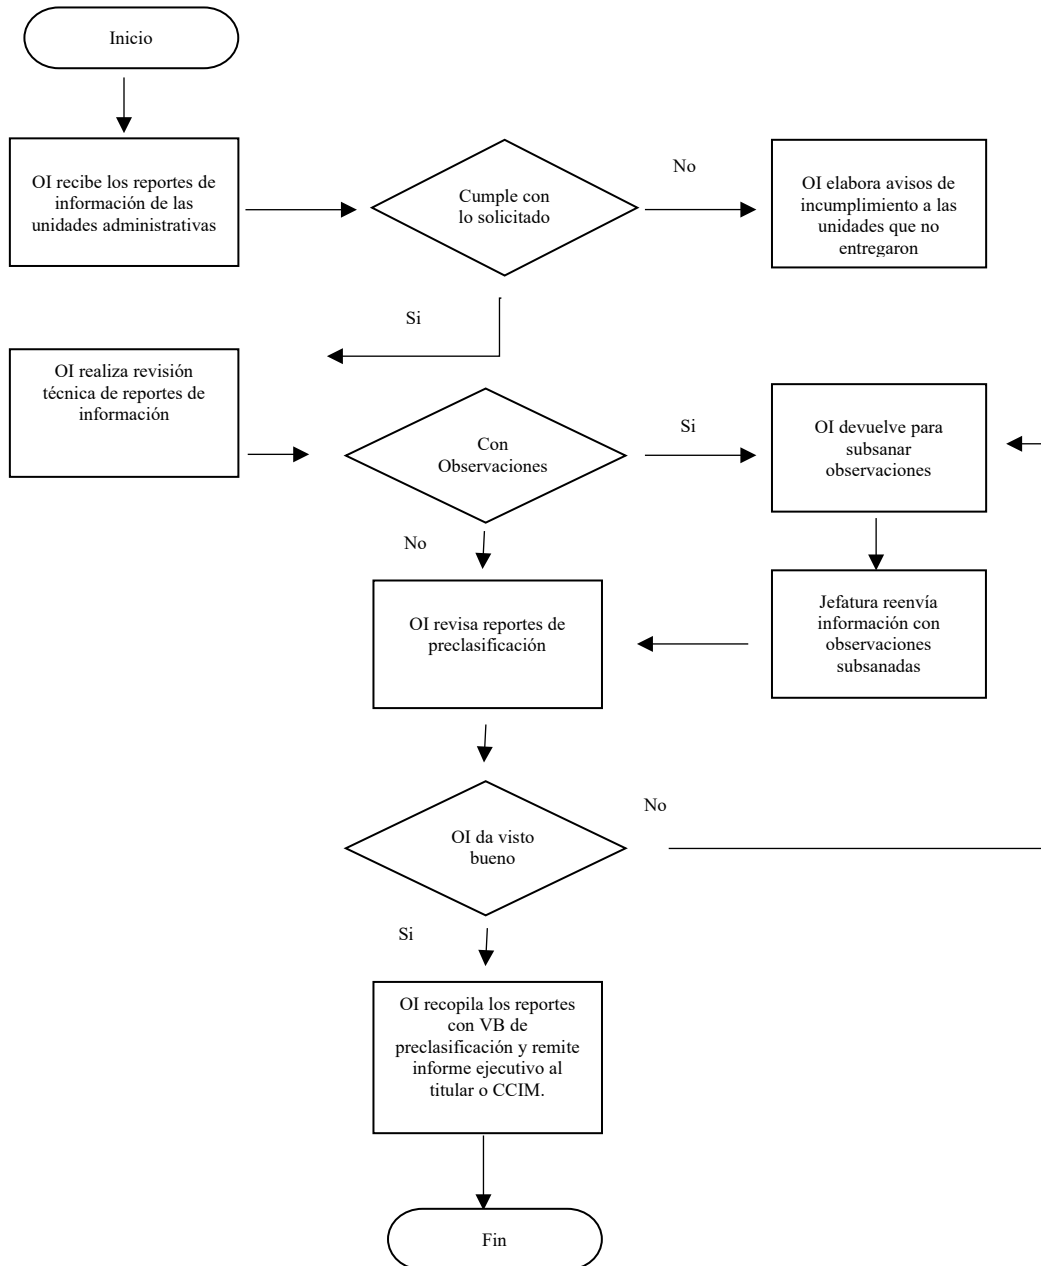 Inicio
OI recibe los reportes de
información de las
unidades administrativas
Cumple con
lo solicitado
No
OI elabora avisos de
incumplimiento a las
unidades que no
entregaron
Si
OI realiza revisión
técnica de reportes de
información
Con
Observaciones
Si
OI devuelve para
subsanar
observaciones
No
OI revisa reportes de
preclasificación
Jefatura reenvía
información con
observaciones
subsanadas
OI da visto
bueno
No
Si
OI recopila los reportes
con VB de
preclasificación y remite
informe ejecutivo al
titular o CCIM.
Fin